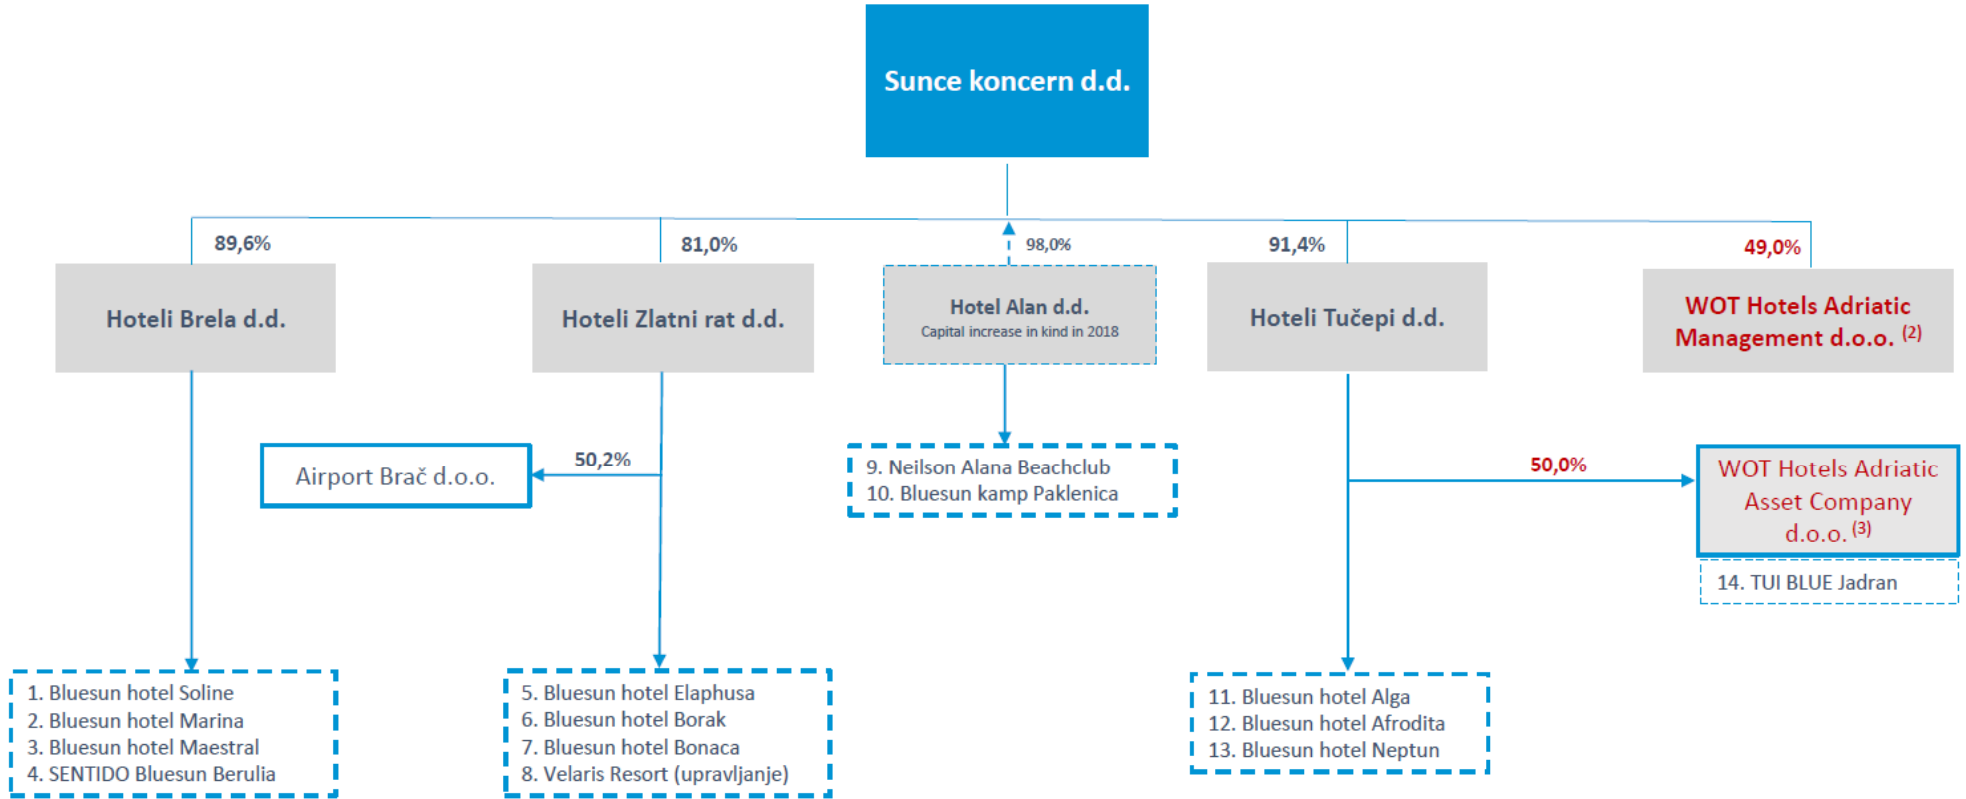 Sunce koncern d.d.
89,6%
81,0%
98,0%
91,4%
49,0%
Hoteli Brela d.d.
Hoteli Zlatni rat d.d.
Hotel Alan d.d.
Capital increase in kind in 2018
Hoteli Tučepi d.d.
WOT Hotels Adriatic
Management d.o.o. (2)
Airport Brač d.o.o.
50,2%
9. Neilson Alana Beachclub
10. Bluesun kamp Paklenica
50,0%
WOT Hotels Adriatic
Asset Company
d.o.o. (3)
14. TUI BLUE Jadran
1. Bluesun hotel Soline
2. Bluesun hotel Marina
3. Bluesun hotel Maestral
4. SENTIDO Bluesun Berulia
5. Bluesun hotel Elaphusa
6. Bluesun hotel Borak
7. Bluesun hotel Bonaca
8. Velaris Resort (upravljanje)
11. Bluesun hotel Alga
12. Bluesun hotel Afrodita
13. Bluesun hotel Neptun